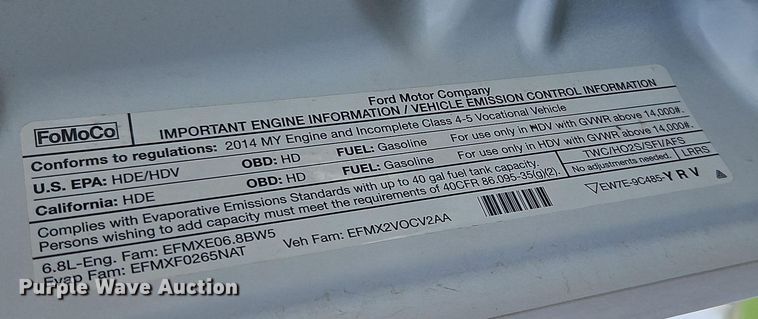 Ford Motor Company
FoMoCo
IMPORTANT ENGINE INFORMATION / VEHICLE EMISSION CONTROL INFORMATION
Conforms to regulations: 2014 MY Engine and Incomplete Class 4-5 Vocational Vehicle
U.S. EPA: HDE/HDV OBD: HD FUEL: Gasoline For use only in HDV with GVWR above 14,000#.
California: HDE OBD: HD FUEL: Gasoline For use only in HDV with GVWR above 14,000#.
Complies with Evaporative Emissions Standards with up to 40 gal fuel tank capacity.
Persons wishing to add capacity must meet the requirements of 40CFR 86.095-35(g)(2).
TWC/HO2S/SFI/AFS
No adjustments needed. LRRS
EW7E-9C485-YRV
6.8L-Eng. Fam: EFMXE06.8BW5 Veh Fam: EFMX2VOCV2AA
Evap Fam: EFMXF0265NAT
Purple Wave Auction